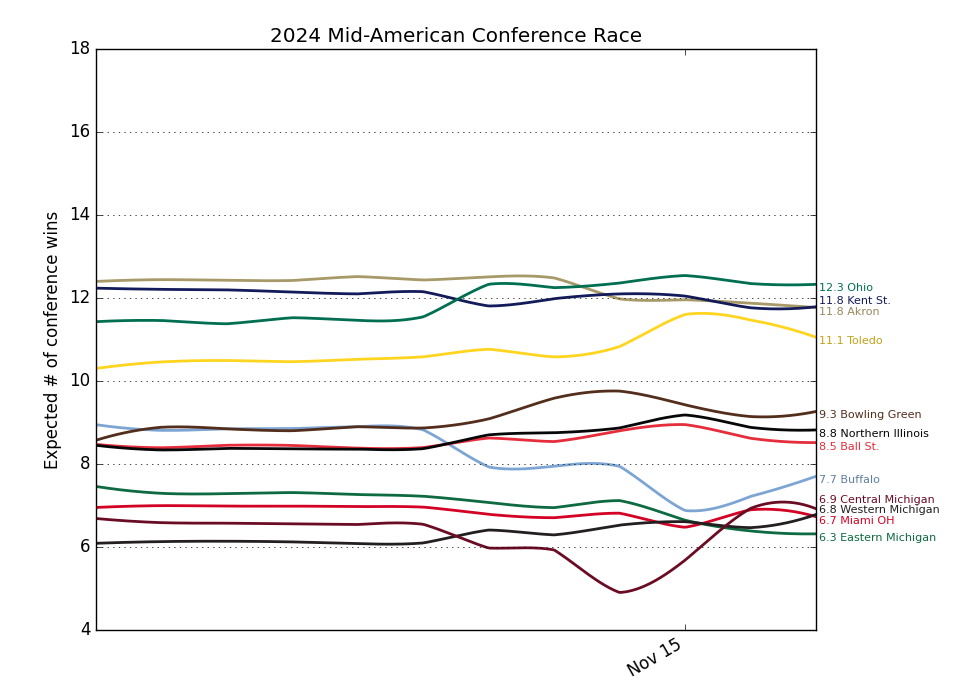 2024 Mid-American Conference Race
Expected # of conference wins
18
16
14
12
10
8
6
4
Nov 15
12.3 Ohio
11.8 Kent St.
11.8 Akron
11.1 Toledo
9.3 Bowling Green
8.8 Northern Illinois
8.5 Ball St.
7.7 Buffalo
6.9 Central Michigan
6.8 Western Michigan
6.7 Miami OH
6.3 Eastern Michigan